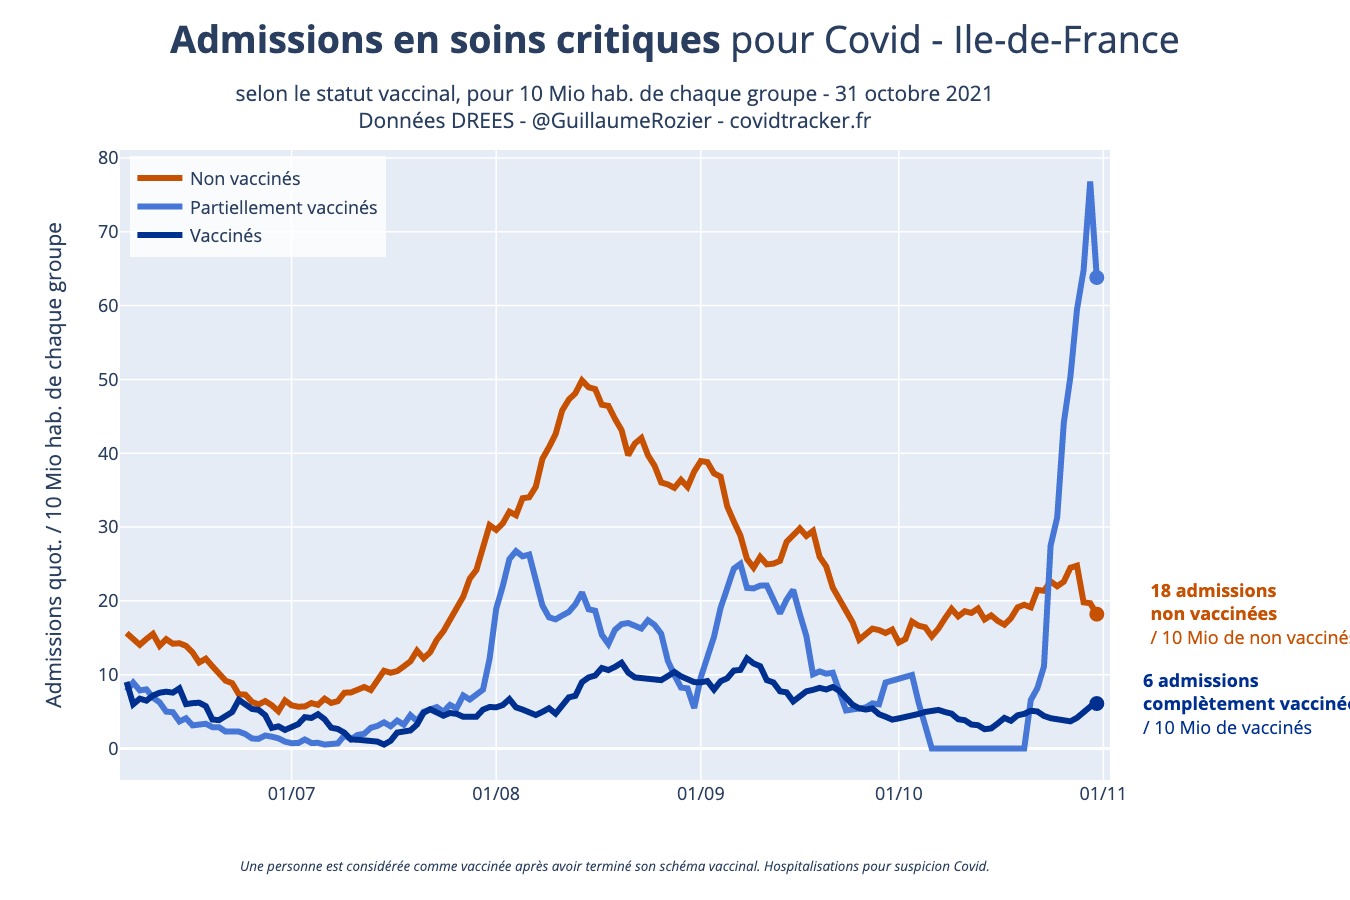 Admissions en soins critiques pour Covid - Ile-de-France
selon le statut vaccinal, pour 10 Mio hab. de chaque groupe - 31 octobre 2021
Données DREES - @GuillaumeRozier - covidtracker.fr
Admissions quot. / 10 Mio hab. de chaque groupe
80
70
60
50
40
30
20
10
0
Non vaccinés
Partiellement vaccinés
Vaccinés
18 admissions
non vaccinées
/ 10 Mio de non vaccinés
6 admissions
complètement vacciné
/ 10 Mio de vaccinés
01/07
01/08
01/09
01/10
01/11
Une personne est considérée comme vaccinée après avoir terminé son schéma vaccinal. Hospitalisations pour suspicion Covid.